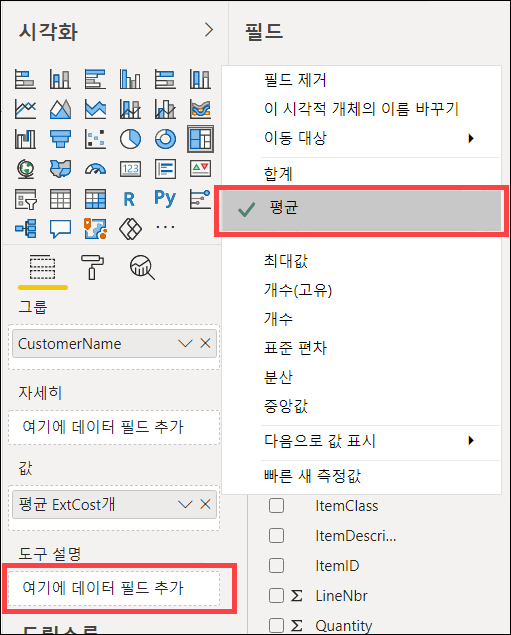 시각화
필드
123
R
Py
필드 제거
이 시각적 개체의 이름 바꾸기
이동 대상
합계
평균
최대값
개수(고유)
개수
표준 편차
분산
중앙값
다음으로 값 표시
빠른 새 측정값
그룹
CustomerName
자세히
여기에 데이터 필드 추가
값
평균 ExtCost개
도구 설명
여기에 데이터 필드 추가
드릴스루
ItemClass
ItemDescri...
ItemID
Σ LineNbr
Σ Quantity